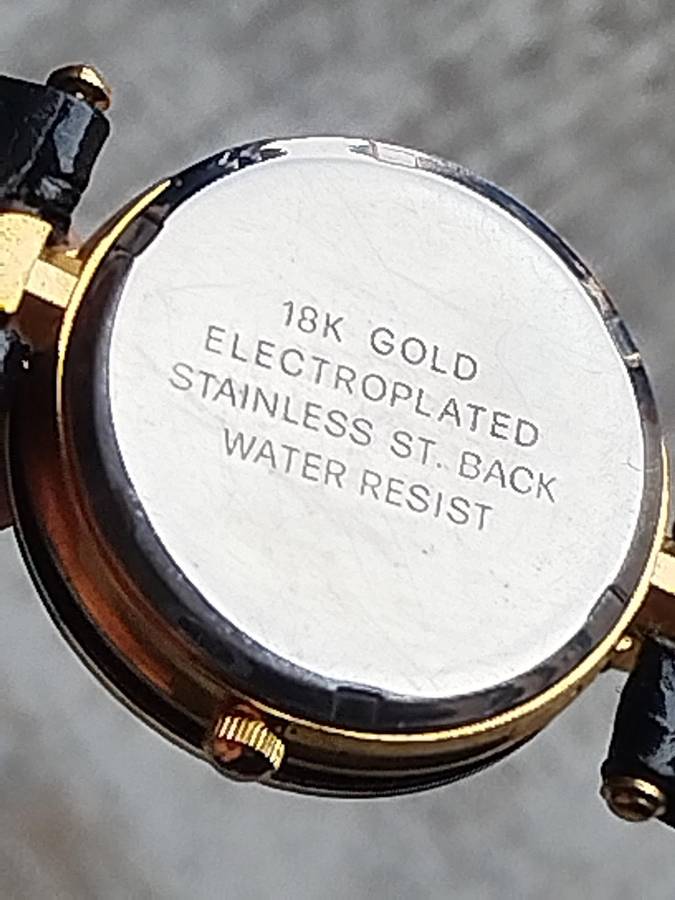 18K GOLD
ELECTROPLATED
STAINLESS ST. BACK
WATER RESIST